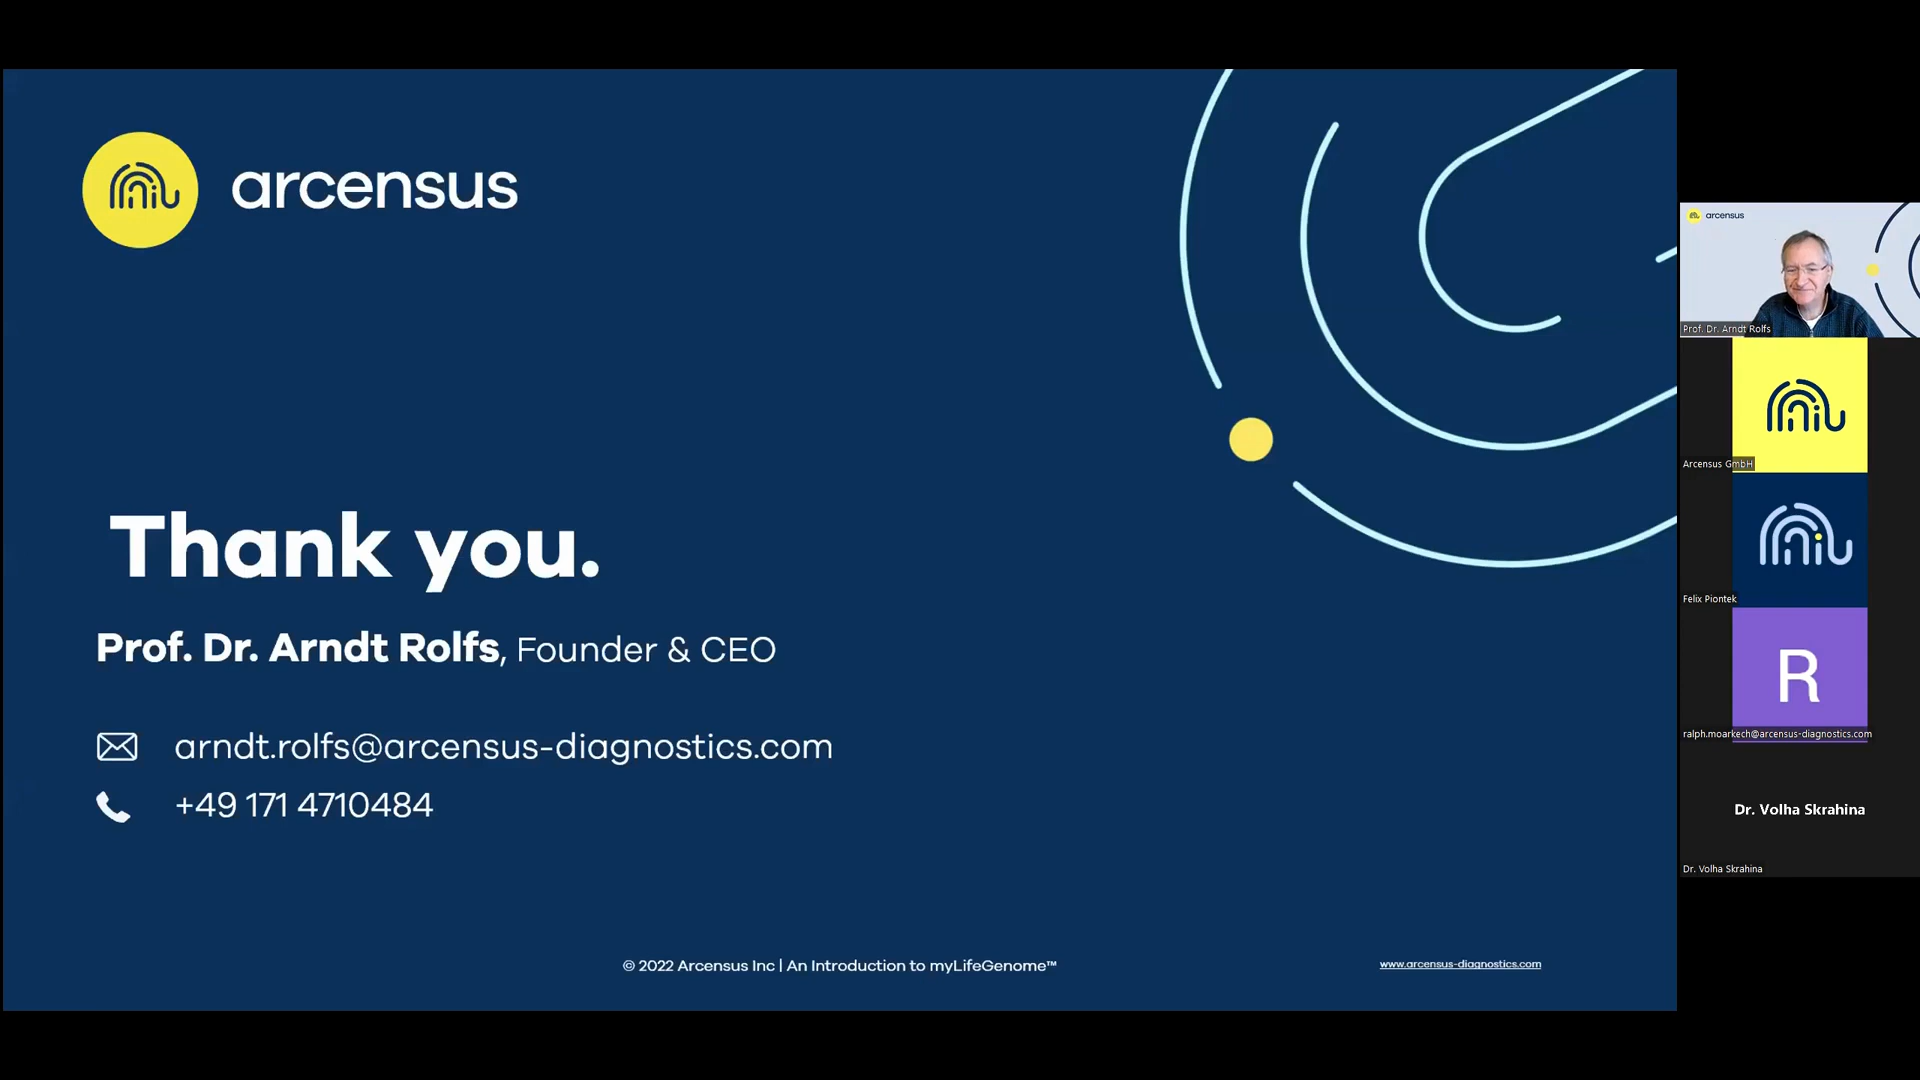 arcensus
Thank you.
Prof. Dr. Arndt Rolfs, Founder & CEO
arndt.rolfs@arcensus-diagnostics.com
+49 171 4710484
© 2022 Arcensus Inc | An Introduction to myLifeGenome™
www.arcensus-diagnostics.com
arcensus
Prof. Dr. Arndt Rolfs
Arcensus GmbH
Felix Piontek
R
ralph.moarkech@arcensus-diagnostics.com
Dr. Volha Skrahina
Dr. Volha Skrahina